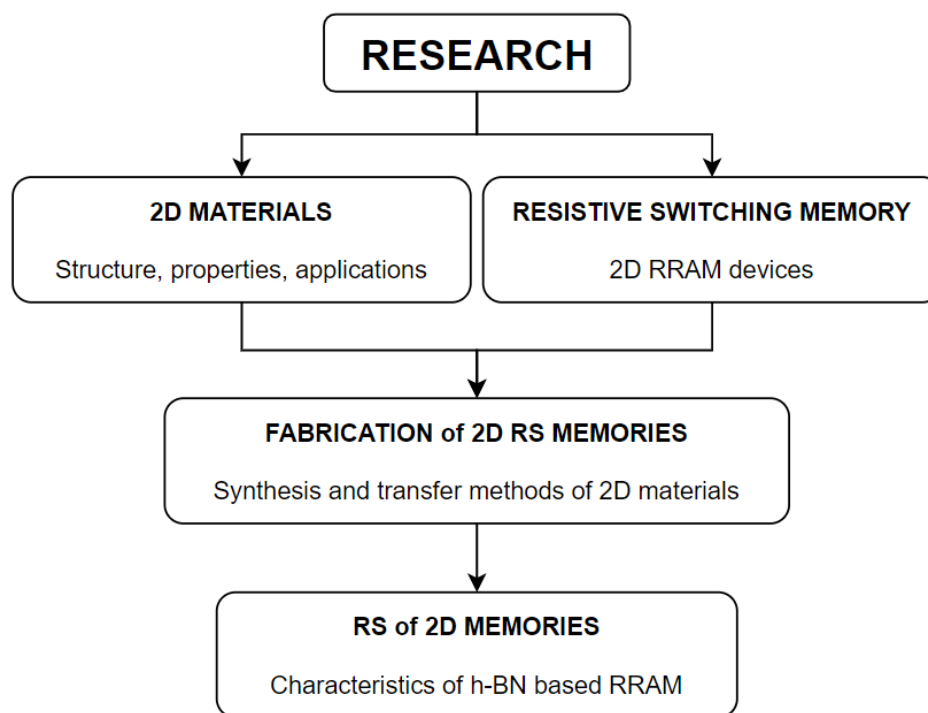 RESEARCH
2D MATERIALS
Structure, properties, applications
RESISTIVE SWITCHING MEMORY
2D RRAM devices
FABRICATION of 2D RS MEMORIES
Synthesis and transfer methods of 2D materials
RS of 2D MEMORIES
Characteristics of h-BN based RRAM